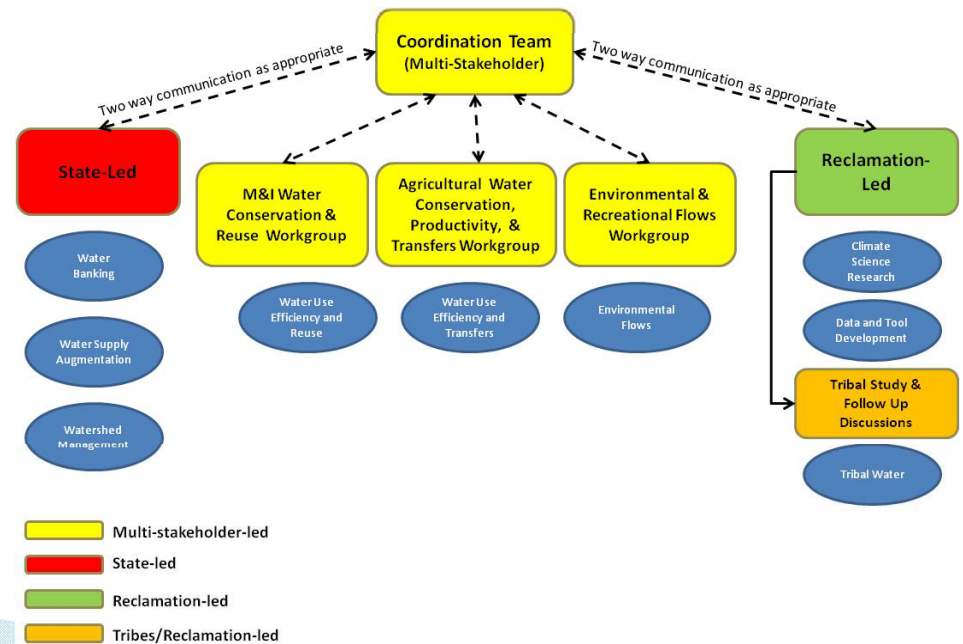 Coordination Team
(Multi-Stakeholder)
Two way communication as appropriate
Two way communication as appropriate
State-Led
M&I Water
Conservation &
Reuse Workgroup
Agricultural Water
Conservation,
Productivity, &
Transfers Workgroup
Environmental &
Recreational Flows
Workgroup
Reclamation-
Led
Water
Banking
Water Supply
Augmentation
Watershed
Management
Water Use
Efficiency and
Reuse
Water Use
Efficiency and
Transfers
Environmental
Flows
Climate
Science
Research
Data and Tool
Development
Tribal Study &
Follow Up
Discussions
Tribal Water
Multi-stakeholder-led
State-led
Reclamation-led
Tribes/Reclamation-led